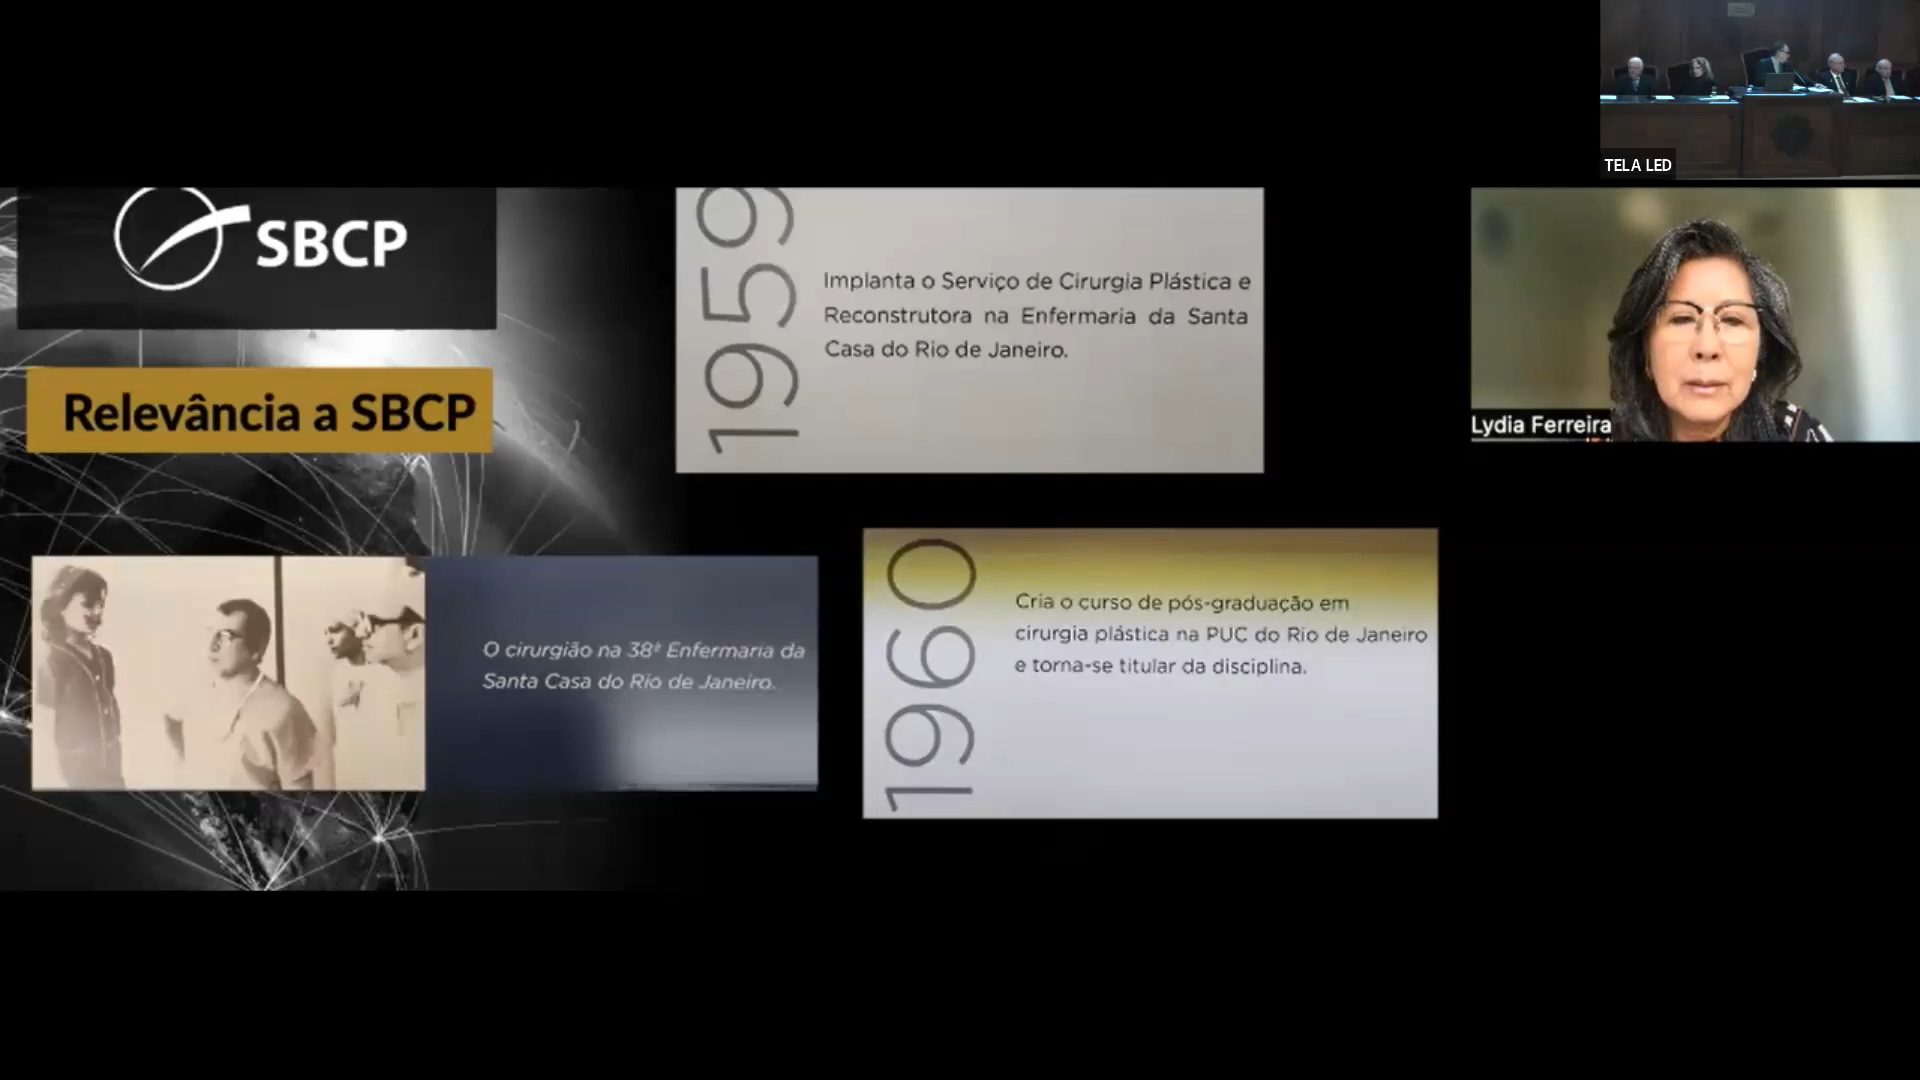 TELA LED
SBCP
Relevância a SBCP
1959
Implanta o Serviço de Cirurgia Plástica e
Reconstrutora na Enfermaria da Santa
Casa do Rio de Janeiro.
Lydia Ferreira
O cirurgião na 38ª Enfermaria da
Santa Casa do Rio de Janeiro.
1960
Cria o curso de pós-graduação em
cirurgia plástica na PUC do Rio de Janeiro
e torna-se titular da disciplina.